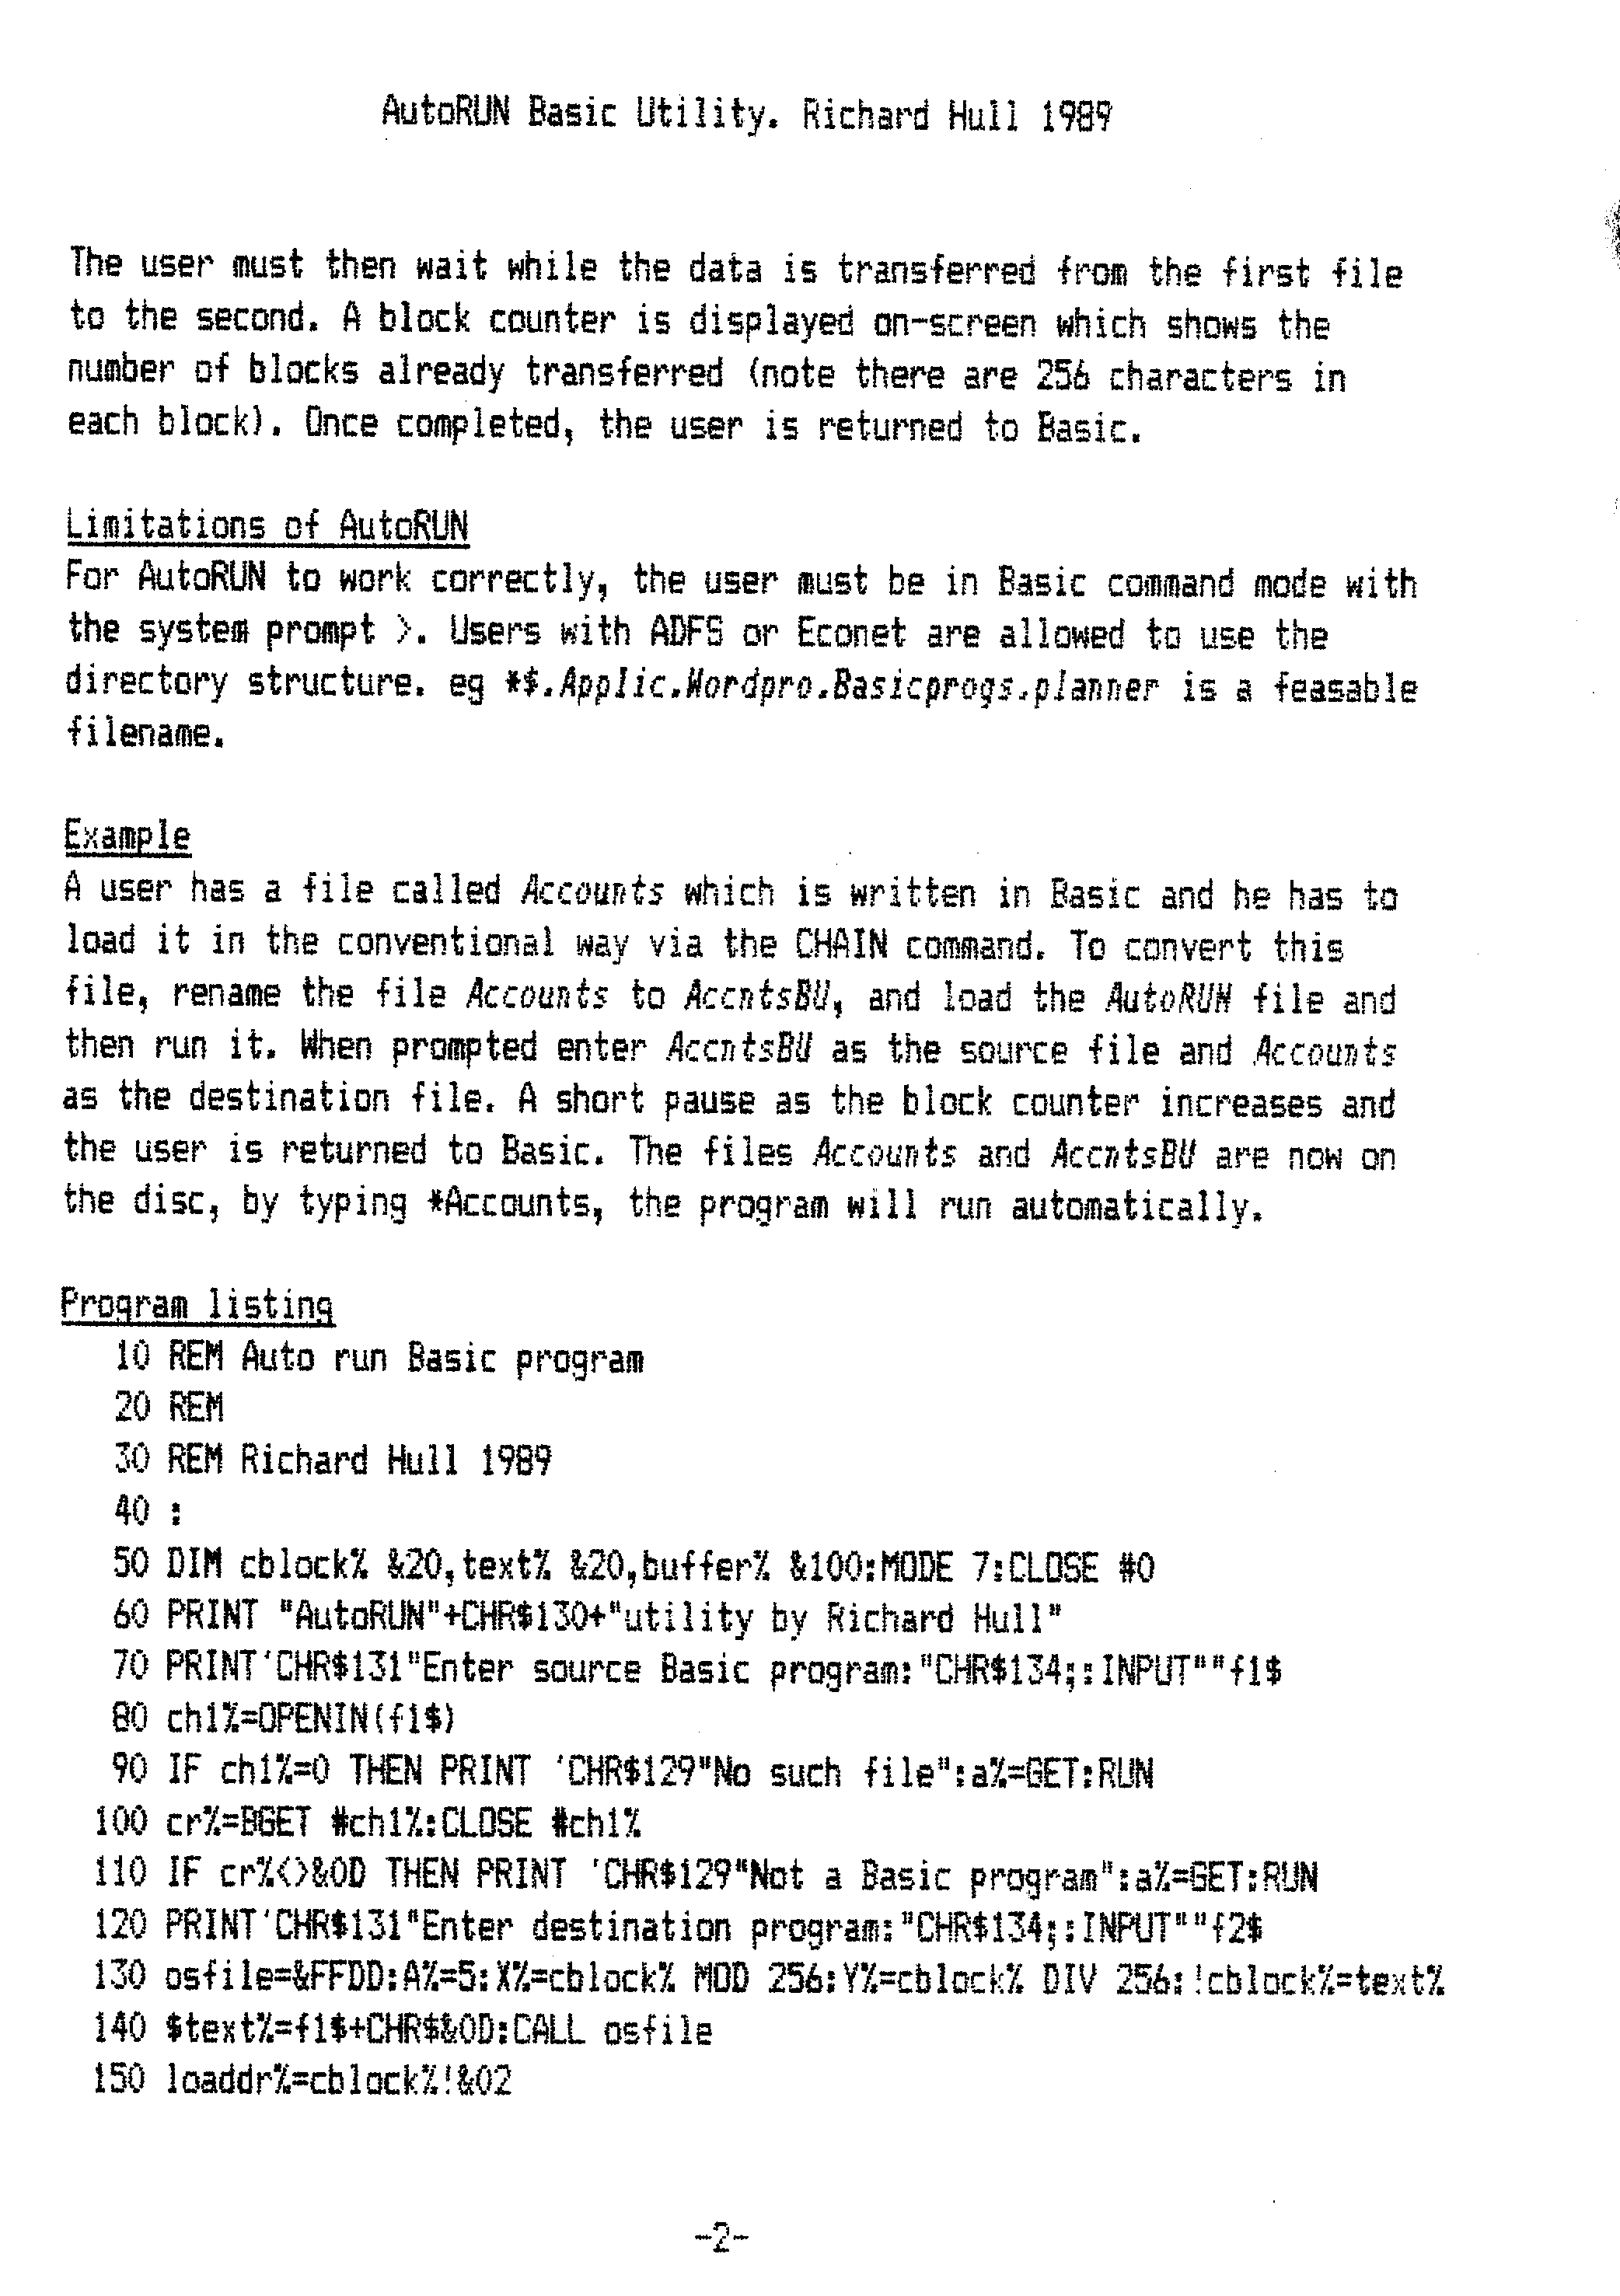 AutoRUN Basic Utility. Richard Hull 1989
The user must then wait while the data is transferred from the first file
to the second. A block counter is displayed on-screen which shows the
number of blocks already transferred (note there are 256 characters in
each block). Once completed, the user is returned to Basic.
Limitations of AutoRUN
For AutoRUN to work correctly, the user must be in Basic command mode with
the system prompt >. Users with ADFS or Econet are allowed to use the
directory structure. eg *$.Applic.Wordpro.Basicprogs.planner is a feasable
filename.
Example
A user has a file called Accounts which is written in Basic and he has to
load it in the conventional way via the CHAIN command. To convert this
file, rename the file Accounts to AccntsBU, and load the AutoRUN file and
then run it. When prompted enter AccntsBU as the source file and Accounts
as the destination file. A short pause as the block counter increases and
the user is returned to Basic. The files Accounts and AccntsBU are now on
the disc, by typing *Accounts, the program will run automatically.
Program listing
10 REM Auto run Basic program
20 REM
30 REM Richard Hull 1989
40 :
50 DIM cblock% &20,text% &20,buffer% &100:MODE 7:CLOSE #0
60 PRINT "AutoRUN"+CHR$130+"utility by Richard Hull"
70 PRINT'CHR$131"Enter source Basic program:"CHR$134;:INPUT""f1$
80 ch1%=OPENIN(f1$)
90 IF ch1%=0 THEN PRINT 'CHR$129"No such file":a%=GET:RUN
100 cr%=BGET #ch1%:CLOSE #ch1%
110 IF cr%<>&0D THEN PRINT 'CHR$129"Not a Basic program":a%=GET:RUN
120 PRINT'CHR$131"Enter destination program:"CHR$134;:INPUT""f2$
130 osfile=&FFDD:A%=5:X%=cblock% MOD 256:Y%=cblock% DIV 256:!cblock%=text%
140 $text%=f1$+CHR$&0D:CALL osfile
150 loaddr%=cblock%!&02
-2-